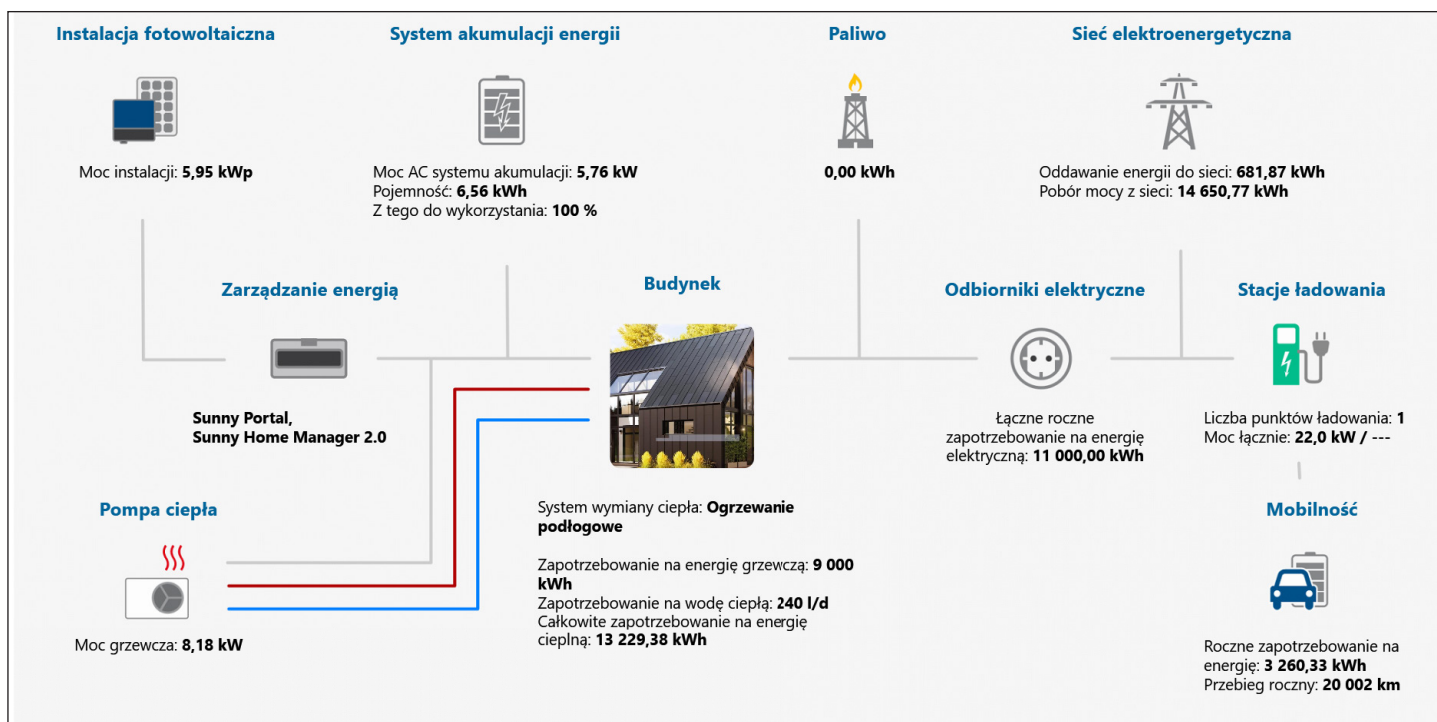 Instalacja fotowoltaiczna
Moc instalacji: 5,95 kWp
System akumulacji energii
Moc AC systemu akumulacji: 5,76 kW
Pojemność: 6,56 kWh
Z tego do wykorzystania: 100 %
Paliwo
0,00 kWh
Sieć elektroenergetyczna
Oddawanie energii do sieci: 681,87 kWh
Pobór mocy z sieci: 14 650,77 kWh
Zarządzanie energią
Sunny Portal,
Sunny Home Manager 2.0
Budynek
System wymiany ciepła: Ogrzewanie
podłogowe
Zapotrzebowanie na energię grzewczą: 9 000
kWh
Zapotrzebowanie na wodę ciepłą: 240 l/d
Całkowite zapotrzebowanie na energię
cieplną: 13 229,38 kWh
Odbiorniki elektryczne
Łączne roczne
zapotrzebowanie na energię
elektryczną: 11 000,00 kWh
Stacje ładowania
Liczba punktów ładowania: 1
Moc łącznie: 22,0 kW / ---
Pompa ciepła
Moc grzewcza: 8,18 kW
Mobilność
Roczne zapotrzebowanie na
energię: 3 260,33 kWh
Przebieg roczny: 20 002 km